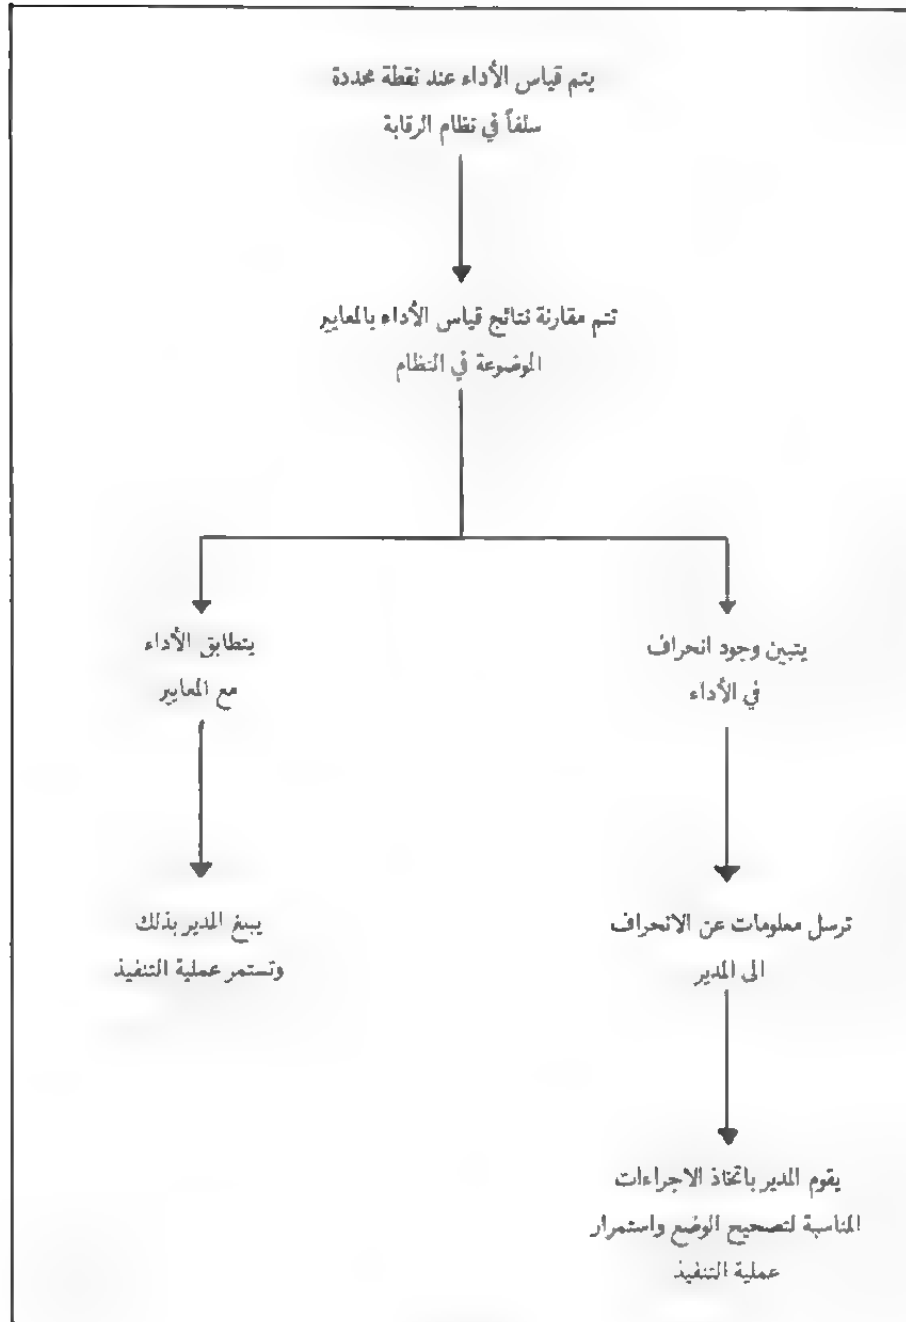 يتم قياس الأداء عند نقطة محددة
سلفاً في نظام الرقابة
تتم مقارنة نتائج قياس الأداء بالمعايير
الموضوعة في النظام
يتبين وجود انحراف
في الأداء
يتطابق الأداء
مع المعايير
ترسل معلومات عن الانحراف
الى المدير
يبلغ المدير بذلك
وتستمر عملية التنفيذ
يقوم المدير باتخاذ الاجراءات
المناسبة لتصحيح الوضع واستمرار
عملية التنفيذ